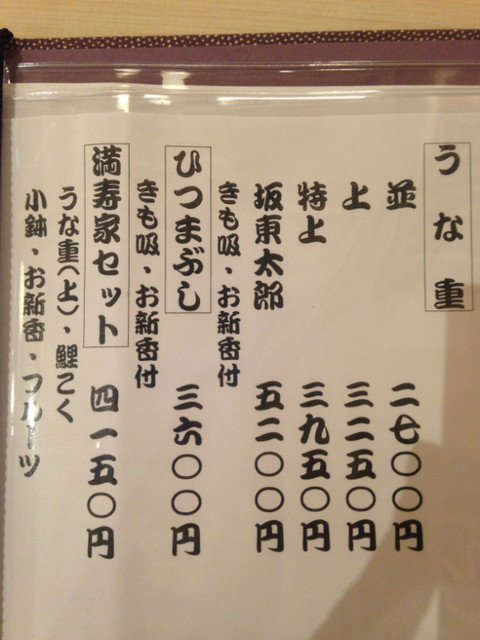 うな重
並 二七〇〇円
上 三二五〇円
特上 三九五〇円
坂東太郎 五二〇〇円
きも吸・お新香付
ひつまぶし 三六〇〇円
きも吸・お新香付
満寿家セット 四一五〇円
うな重(上)・鯉こく
小鉢・お新香・フルーツ